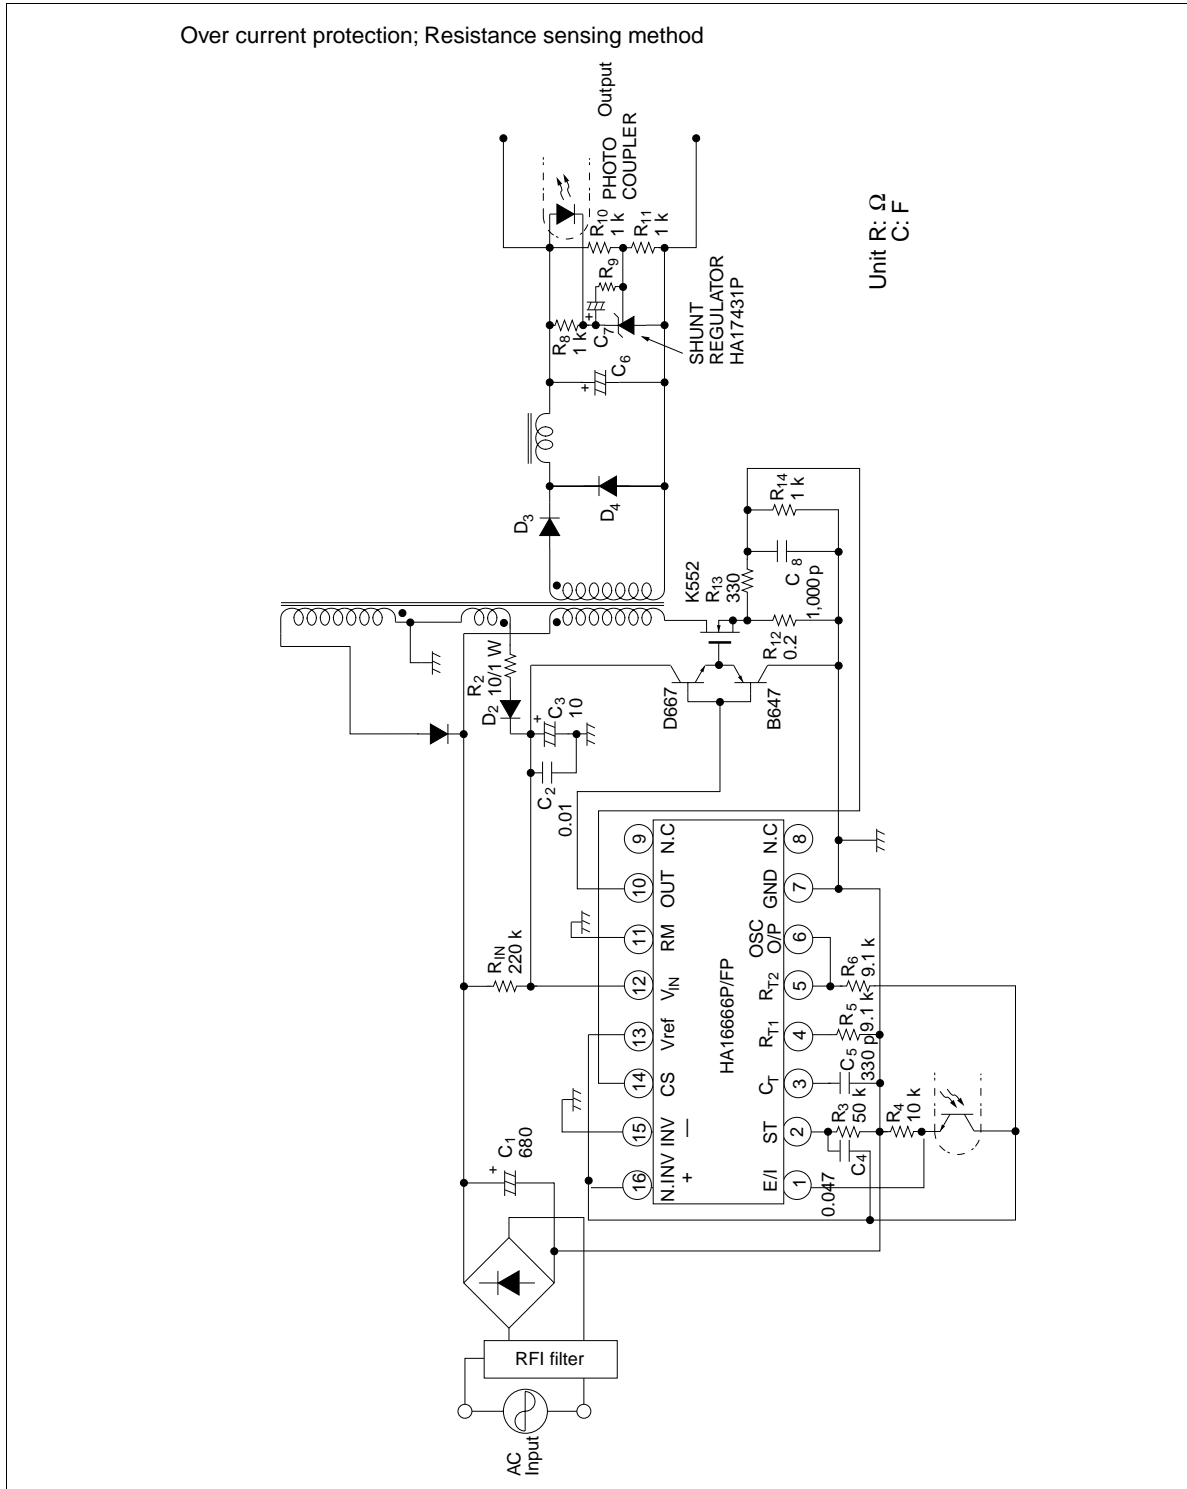 Over current protection; Resistance sensing method
AC
Input
RFI filter
C1
680
RIN
220 k
16
15
14
13
12
11
10
9
N.INV
+
INV
—
CS
Vref
VIN
RM
OUT
N.C
HA16666P/FP
E/I
ST
CT
RT1
RT2
OSC
O/P
GND
N.C
1
2
3
4
5
6
7
8
0.047
C4
R3
50 k
R4
10 k
C5
330 p
R5
9.1 k
R6
9.1 k
C2
0.01
C3
10
+
D2
R2
10/1 W
D667
B647
K552
R12
0.2
R13
330
C8
1,000 p
R14
1 k
D3
D4
C6
+
R8
1 k
C7
+
R9
R10
1 k
R11
1 k
SHUNT
REGULATOR
HA17431P
PHOTO
COUPLER
Output
Unit R: Ω
C: F